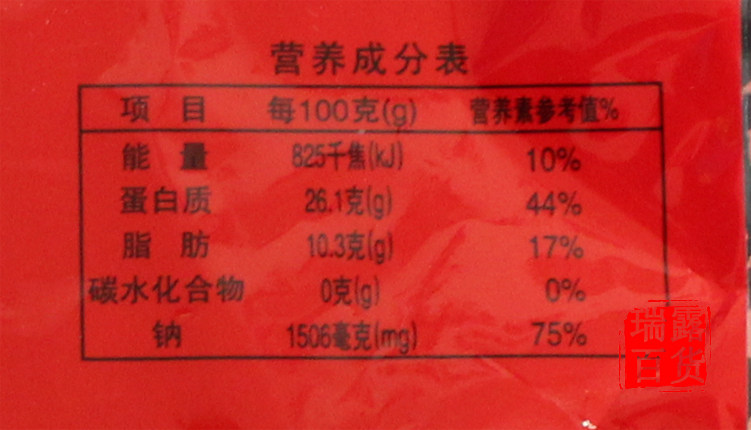 营养成分表
项 目 每100克(g) 营养素参考值%
能 量 825千焦(kJ) 10%
蛋白质 26.1克(g) 44%
脂 肪 10.3克(g) 17%
碳水化合物 0克(g) 0%
钠 1506毫克(mg) 75%
瑞露
百货